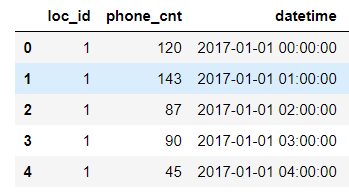 loc_id phone_cnt datetime
0 1 120 2017-01-01 00:00:00
1 1 143 2017-01-01 01:00:00
2 1 87 2017-01-01 02:00:00
3 1 90 2017-01-01 03:00:00
4 1 45 2017-01-01 04:00:00